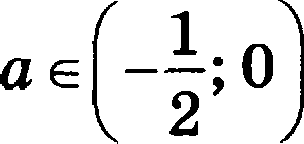 a ∈ (−1/2; 0)